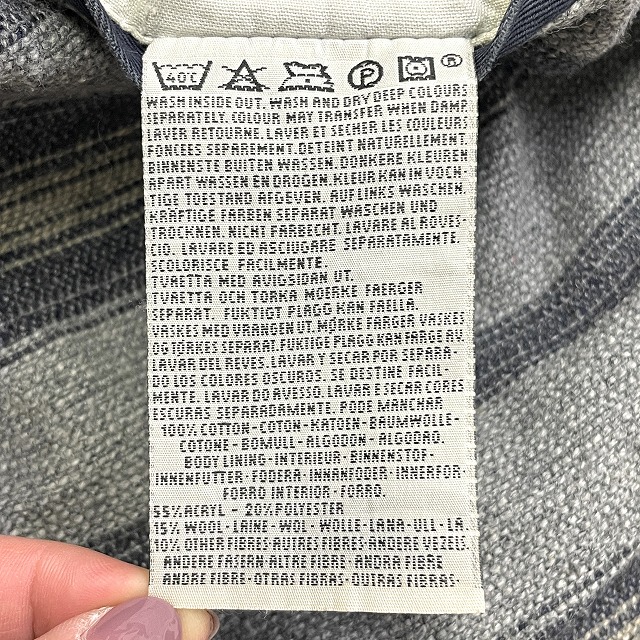 40C P ®
WASH INSIDE OUT. WASH AND DRY DEEP COLOURS
SEPARATELY. COLOUR MAY TRANSFER WHEN DAMP
LAVER RETOURNE. LAVER ET SECHER LES COULEURS
FONCEES SEPAREMENT. DETEINT NATURELLEMENT.
BINNENSTE BUITEN WASSEN. DONKERE KLEUREN
APART WASSEN EN DROGEN. KLEUR KAN IN VOCH-
TIGE TOESTAND AFGEVEN. AUF LINKS WASCHEN.
KRÄFTIGE FARBEN SEPARAT WASCHEN UND
TROCKNEN. NICHT FARBECHT. LAVARE AL ROVES-
CIO. LAVARE ED ASCIUGARE SEPARATAMENTE.
SCOLORISCE FACILMENTE.
TVAETTA MED AVIGSIDAN UT.
TVAETTA OCH TORKA MOERKE FAERGER
SEPARAT. FUKTIGT PLAGG KAN FAELLA.
VASKES MED VRANGEN UT. MØRKE FARGER VASKES
OG TØRKES SEPARAT. FUKTIGE PLAGG KAN FARGE AV.
LAVAR DEL REVES. LAVAR Y SECAR POR SEPARA-
DO LOS COLORES OSCUROS. SE DESTINE FACIL-
MENTE. LAVAR DO AVESSO. LAVAR E SECAR CORES
ESCURAS SEPARADAMENTE. PODE MANCHAR
100% COTTON-COTON-KATOEN-BAUMWOLLE-
COTONE-BOMULL-ALGODON-ALGODAO.
BODY LINING-INTERIEUR-BINNENSTOF-
INNENFUTTER-FODERA-INNANFODER-INNERFOR-
FORRO INTERIOR-FORRO.
55% ACRYL - 20% POLYESTER
15% WOOL-LAINE-WOL-WOLLE-LANA-ULL-LA
10% OTHER FIBRES-AUTRES FIBRES-ANDERE VEZELS
ANDERE FASERN-ALTRE FIBRE-ANDRA FIBRE
ANDRE FIBRE-OTRAS FIBRAS-OUTRAS FIBRAS-